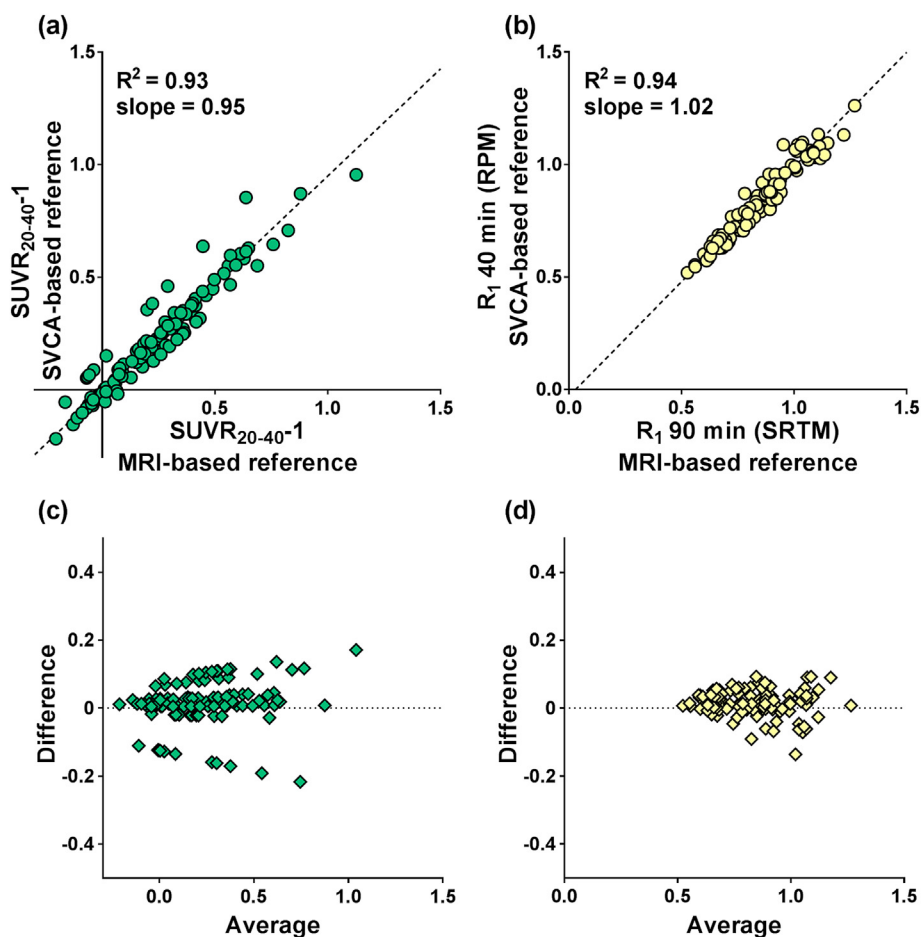 (a)
1.5
R² = 0.93
slope = 0.95
1.0
0.5
SUVR₂₀₋₄₀-1
SVCA-based reference
0.5
1.0
1.5
SUVR₂₀₋₄₀-1
MRI-based reference
(b)
1.5
R² = 0.94
slope = 1.02
1.0
0.5
0.0
R₁ 40 min (RPM)
SVCA-based reference
0.0
0.5
1.0
1.5
R₁ 90 min (SRTM)
MRI-based reference
(c)
0.4
0.2
0
-0.2
-0.4
Difference
0.0
0.5
1.0
1.5
Average
(d)
0.4
0.2
0
-0.2
-0.4
Difference
0.0
0.5
1.0
1.5
Average